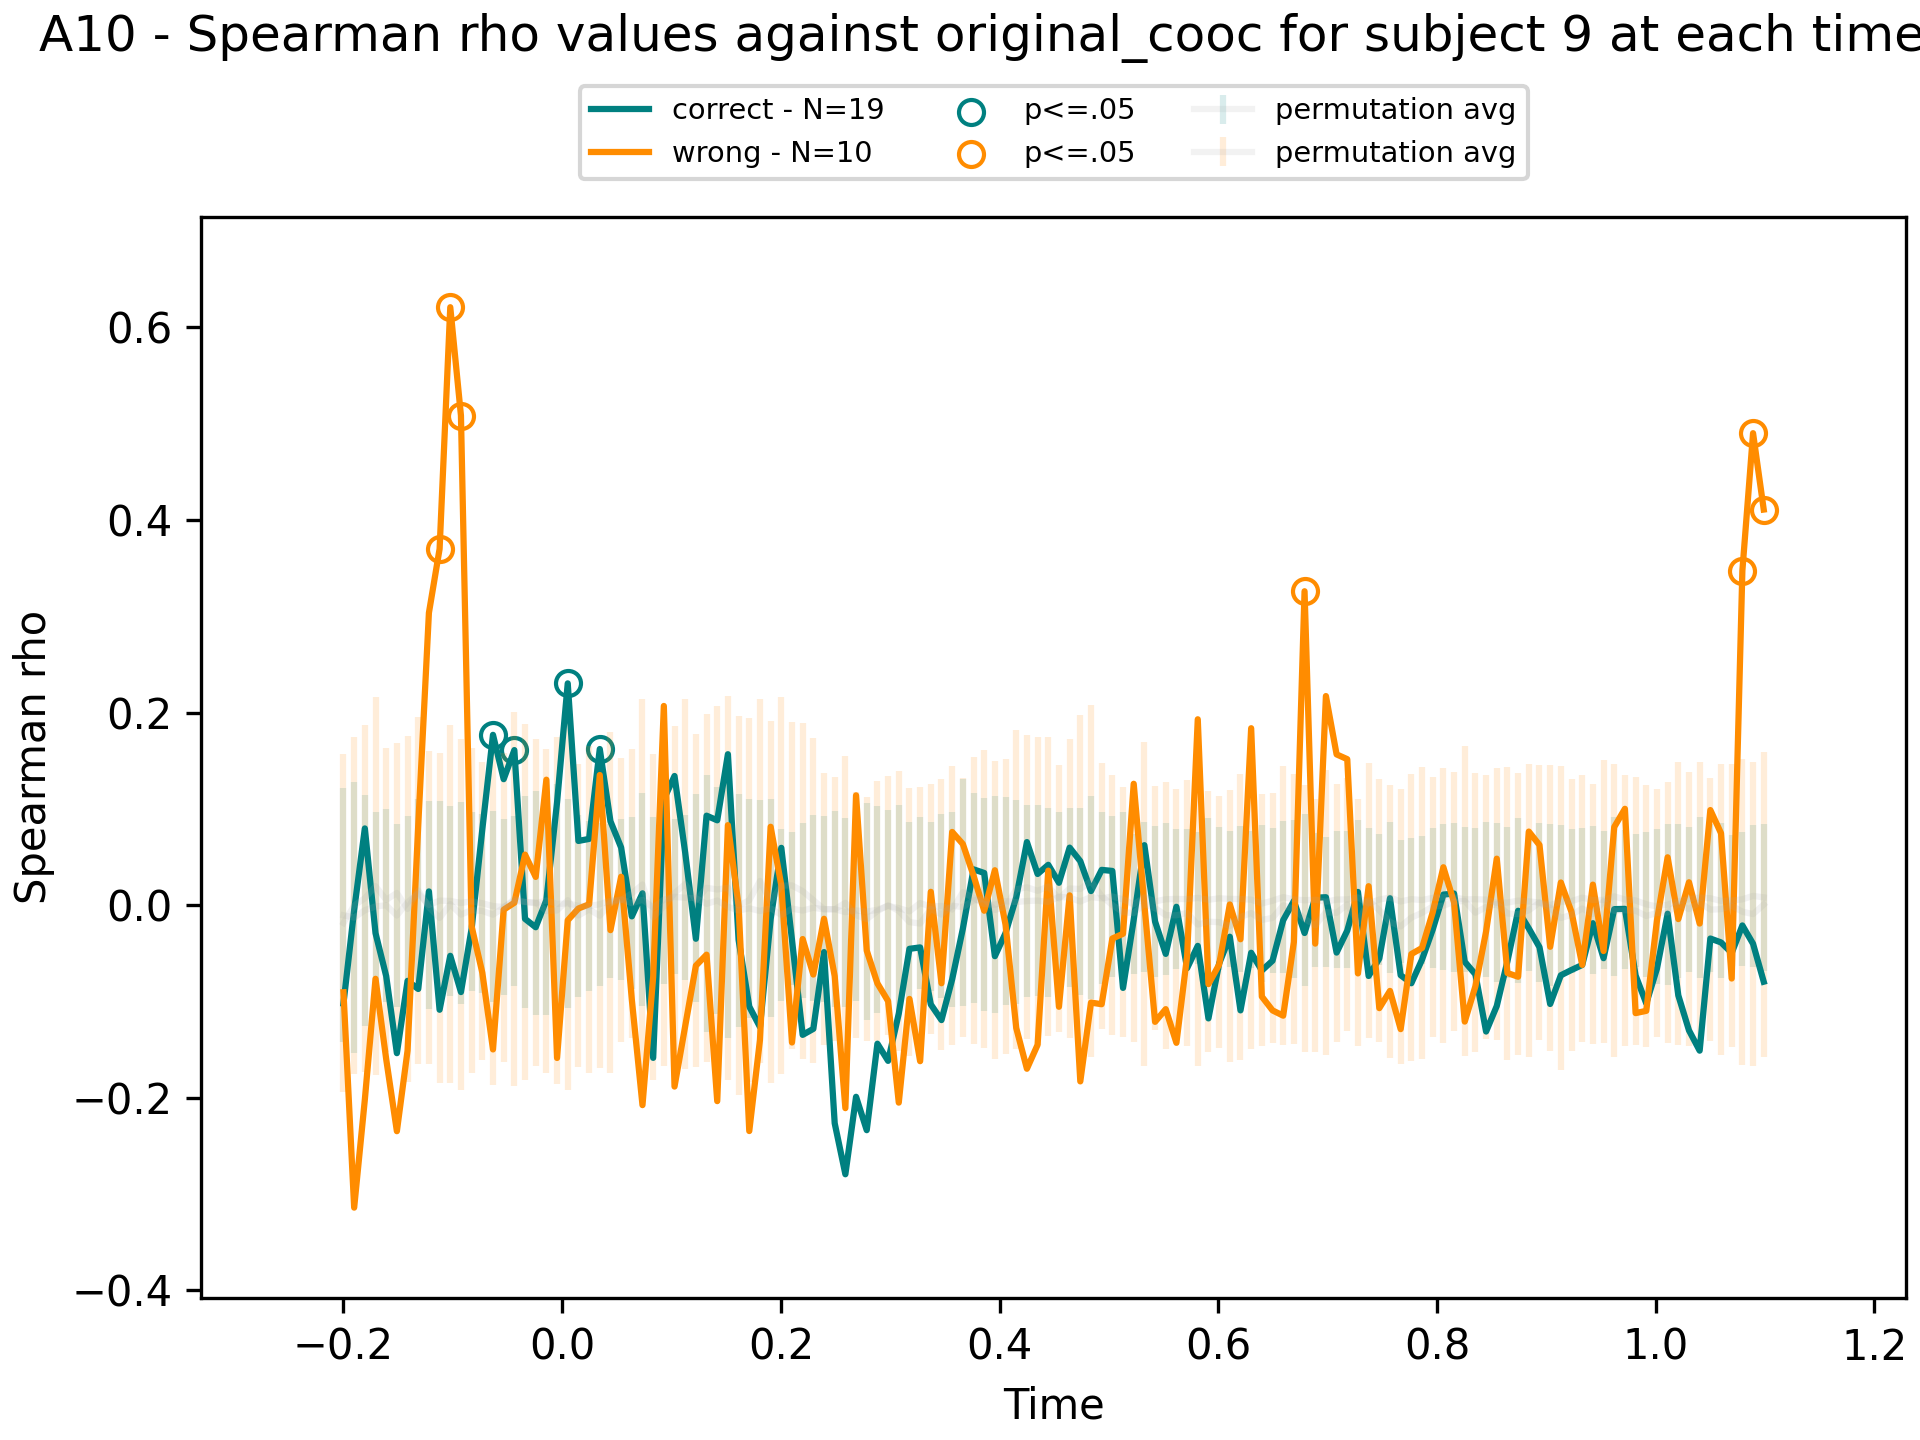 A10 - Spearman rho values against original_cooc for subject 9 at each time
correct - N=19
wrong - N=10
p<=.05
p<=.05
permutation avg
permutation avg
Spearman rho
0.6
0.4
0.2
0.0
−0.2
−0.4
−0.2 0.0 0.2 0.4 0.6 0.8 1.0 1.2
Time